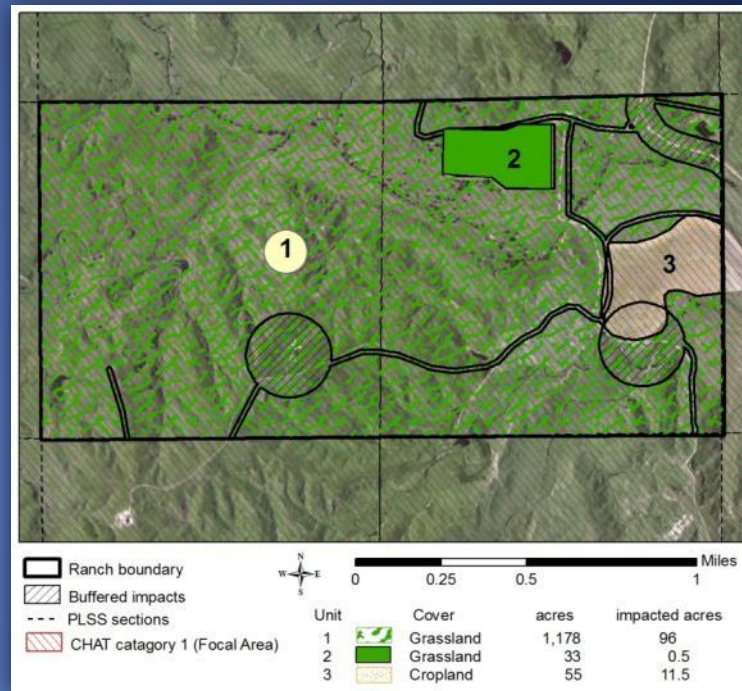 2
1
3
N
W E
S
Miles
0 0.25 0.5 1
Ranch boundary
Buffered impacts
PLSS sections
CHAT catagory 1 (Focal Area)
Unit Cover acres impacted acres
1 Grassland 1,178 96
2 Grassland 33 0.5
3 Cropland 55 11.5